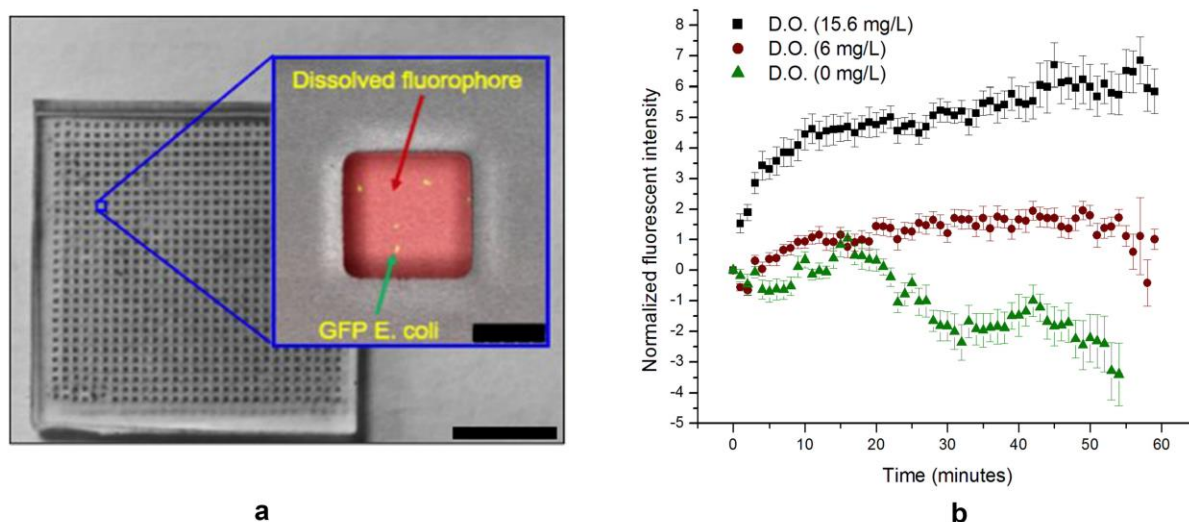 Dissolved fluorophore
GFP E. coli
a
D.O. (15.6 mg/L)
D.O. (6 mg/L)
D.O. (0 mg/L)
Normalized fluorescent intensity
8
7
6
5
4
3
2
1
0
-1
-2
-3
-4
-5
0
10
20
30
40
50
60
Time (minutes)
b